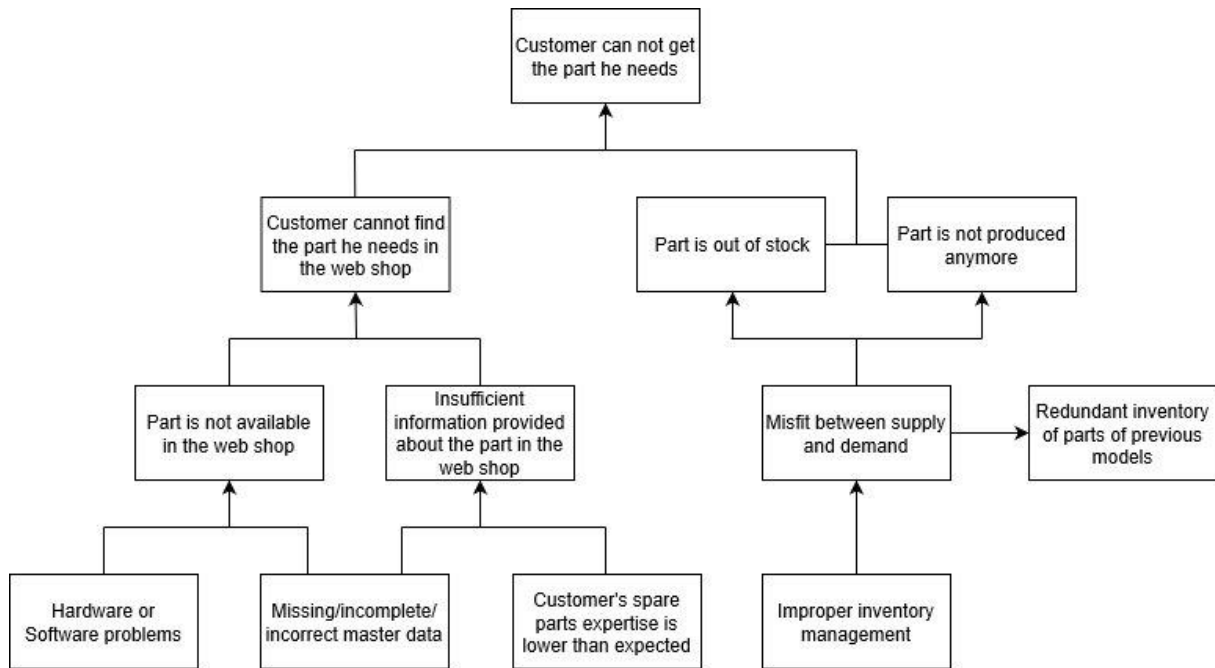 Customer can not get
the part he needs
Customer cannot find
the part he needs in
the web shop
Part is out of stock
Part is not produced
anymore
Part is not available
in the web shop
Insufficient
information provided
about the part in the
web shop
Misfit between supply
and demand
Redundant inventory
of parts of previous
models
Hardware or
Software problems
Missing/incomplete/
incorrect master data
Customer's spare
parts expertise is
lower than expected
Improper inventory
management